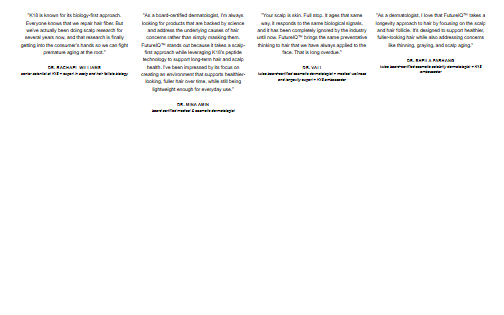 "K18 is known for its biology-first approach.
Everyone knows that we repair hair fiber. But
we've actually been doing scalp research for
several years now, and that research is finally
getting into the consumer's hands so we can fight
premature aging at the root."
DR. RACHAEL WILLIAMS
senior scientist at K18 + expert in scalp and hair follicle biology
"As a board-certified dermatologist, I'm always
looking for products that are backed by science
and address the underlying causes of hair
concerns rather than simply masking them.
FutureIQ™ stands out because it takes a scalp-
first approach while leveraging K18's peptide
technology to support long-term hair and scalp
health. I've been impressed by its focus on
creating an environment that supports healthier-
looking, fuller hair over time, while still being
lightweight enough for everyday use."
DR. MINA AMIN
board-certified medical & cosmetic dermatologist
"Your scalp is skin. Full stop. It ages that same
way, it responds to the same biological signals,
and it has been completely ignored by the industry
until now. FutureIQ™ brings the same preventative
thinking to hair that we have always applied to the
face. That is long overdue."
DR. VALI
twice board-certified cosmetic dermatologist + medical wellness
and longevity expert + K18 ambassador
"As a dermatologist, I love that FutureIQ™ takes a
longevity approach to hair by focusing on the scalp
and hair follicle. It's designed to support healthier,
fuller-looking hair while also addressing concerns
like thinning, graying, and scalp aging."
DR. SHEILA FARHANG
twice board-certified cosmetic celebrity dermatologist + K18
ambassador